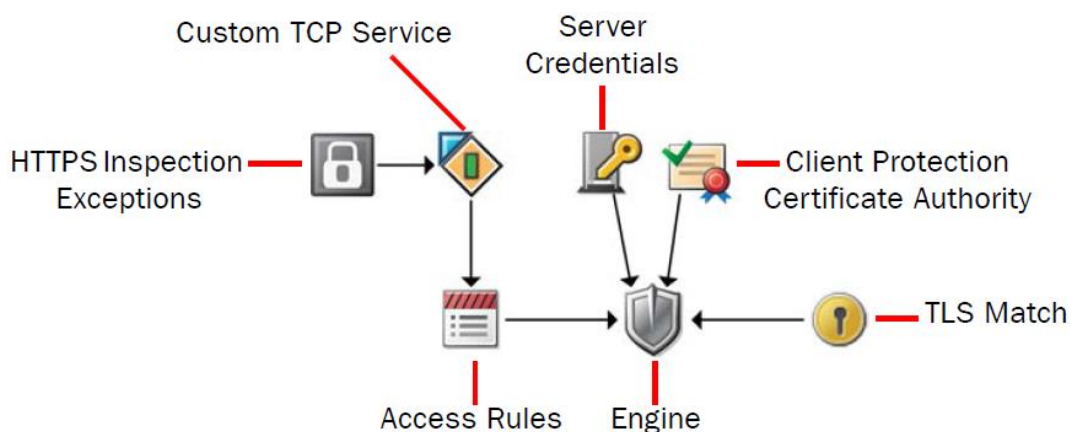 Custom TCP Service
Server
Credentials
HTTPS Inspection
Exceptions
Client Protection
Certificate Authority
TLS Match
Access Rules
Engine